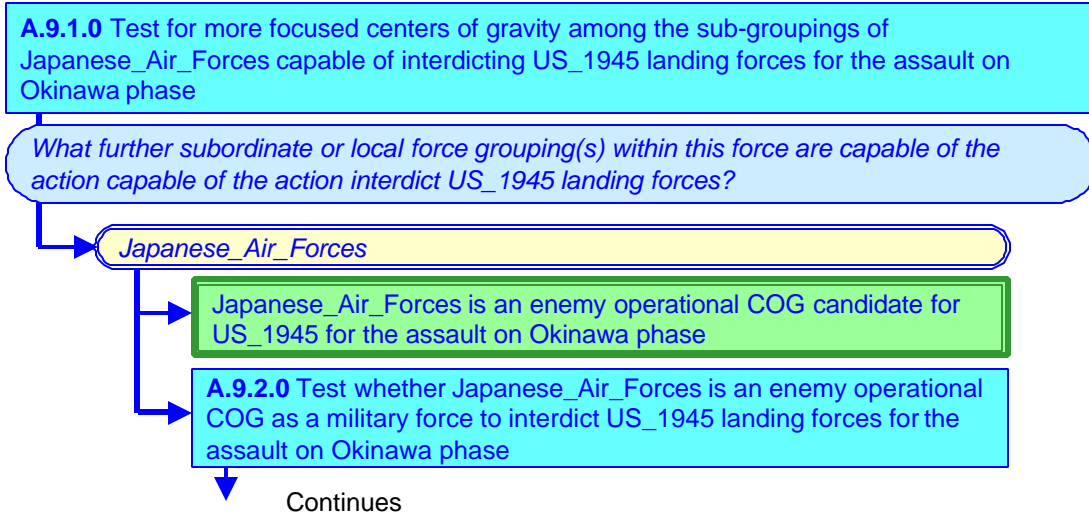 A.9.1.0 Test for more focused centers of gravity among the sub-groupings of
Japanese_Air_Forces capable of interdicting US_1945 landing forces for the assault on
Okinawa phase
What further subordinate or local force grouping(s) within this force are capable of the
action capable of the action interdict US_1945 landing forces?
Japanese_Air_Forces
Japanese_Air_Forces is an enemy operational COG candidate for
US_1945 for the assault on Okinawa phase
A.9.2.0 Test whether Japanese_Air_Forces is an enemy operational
COG as a military force to interdict US_1945 landing forces for the
assault on Okinawa phase
Continues